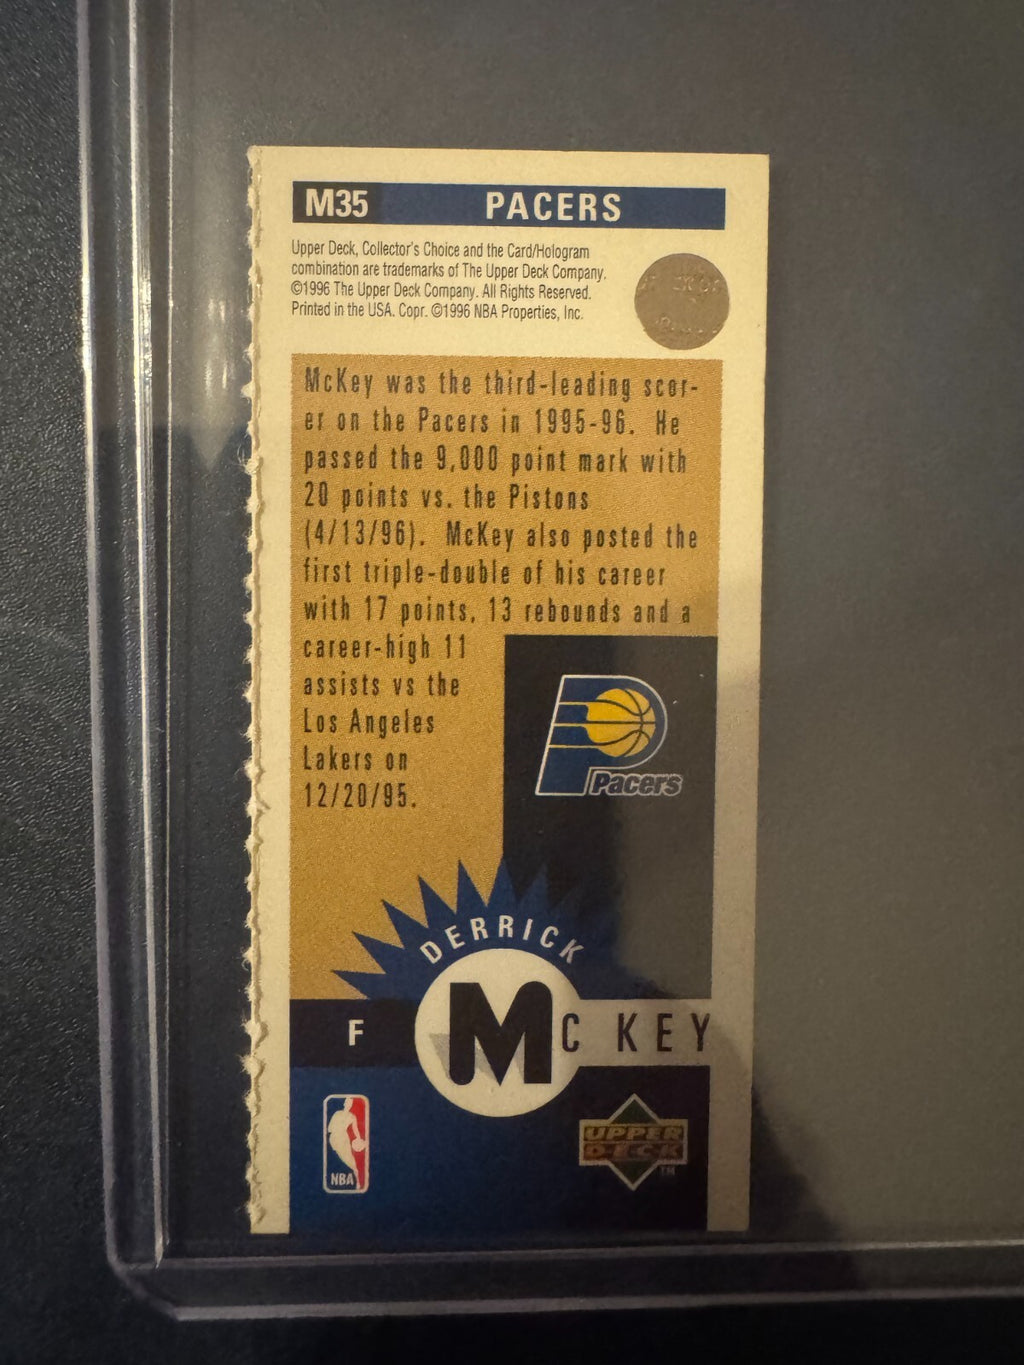 M35 PACERS
Upper Deck, Collector's Choice and the Card/Hologram
combination are trademarks of The Upper Deck Company.
©1996 The Upper Deck Company. All Rights Reserved.
Printed in the USA. Copr. ©1996 NBA Properties, Inc.
McKey was the third-leading scor-
er on the Pacers in 1995-96. He
passed the 9,000 point mark with
20 points vs. the Pistons
(4/13/96). McKey also posted the
first triple-double of his career
with 17 points, 13 rebounds and a
career-high 11
assists vs the
Los Angeles
Lakers on
12/20/95.
Pacers
DERRICK
F MC KEY
NBA
UPPER
DECK
TM